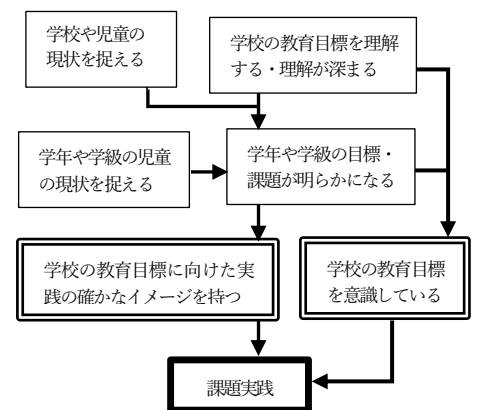 学校や児童の
現状を捉える
学校の教育目標を理解
する・理解が深まる
学年や学級の児童
の現状を捉える
学年や学級の目標・
課題が明らかになる
学校の教育目標に向けた実
践の確かなイメージを持つ
学校の教育目標
を意識している
課題実践